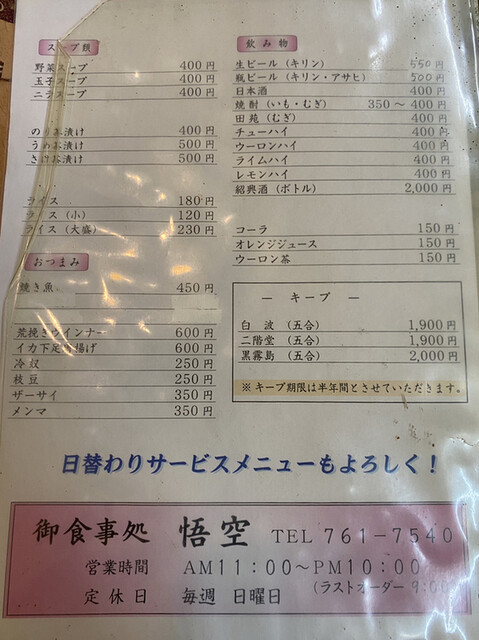 スープ類
野菜スープ 400円
玉子スープ 400円
ニラスープ 400円
のり茶漬け 400円
うめ茶漬け 500円
さけ茶漬け 500円
ライス 180円
ライス（小） 120円
ライス（大盛） 230円
おつまみ
焼き魚 450円
荒挽きウインナー 600円
イカ下足唐揚げ 600円
冷奴 250円
枝豆 250円
ザーサイ 350円
メンマ 350円
飲み物
生ビール（キリン） 550円
瓶ビール（キリン・アサヒ） 500円
日本酒 400円
焼酎（いも・むぎ） 350～400円
田苑（むぎ） 400円
チューハイ 400円
ウーロンハイ 400円
ライムハイ 400円
レモンハイ 400円
紹興酒（ボトル） 2,000円
コーラ 150円
オレンジジュース 150円
ウーロン茶 150円
― キープ ―
白波（五合） 1,900円
二階堂（五合） 1,900円
黒霧島（五合） 2,000円
※キープ期限は半年間とさせていただきます。
日替わりサービスメニューもよろしく！
御食事処 悟空 TEL 761-7540
営業時間 AM11:00～PM10:00
（ラストオーダー 9:00）
定休日 毎週 日曜日